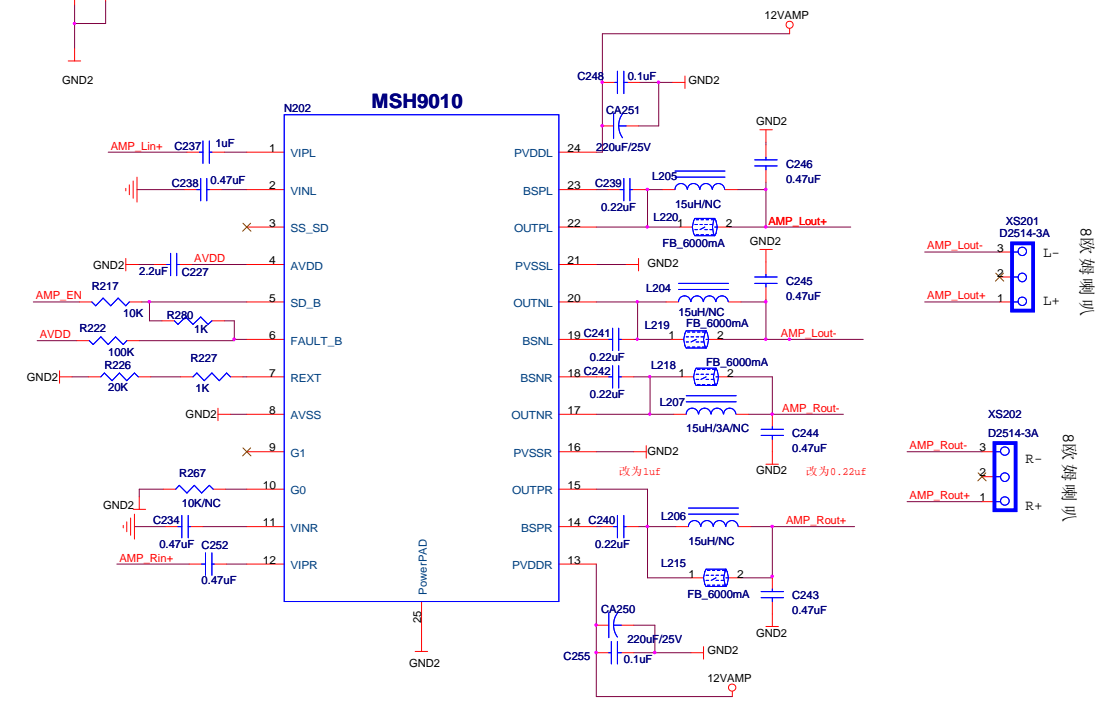 12VAMP
C248
0.1uF
GND2
GND2
MSH9010
N202
CA251
220uF/25V
GND2
AMP_Lin+
C237
1uF
1
VIPL
PVDDL
24
C246
0.47uF
C238
0.47uF
2
VINL
BSPL
23
C239
0.22uF
L205
15uH/NC
3
SS_SD
OUTPL
22
L220
1
2
FB_6000mA
AMP_Lout+
XS201
D2514-3A
GND2
AVDD
2.2uF
C227
4
AVDD
PVSSL
21
GND2
GND2
AMP_Lout-
3
L-
2
AMP_Lout+
1
L+
8欧姆喇叭
AMP_EN
R217
10K
5
SD_B
OUTNL
20
L204
15uH/NC
C245
0.47uF
R280
1K
AVDD
R222
100K
6
FAULT_B
BSNL
19
C241
0.22uF
L219
1
2
FB_6000mA
AMP_Lout-
GND2
R226
20K
R227
1K
7
REXT
BSNR
18
C242
0.22uF
L218
1
2
FB_6000mA
GND2
8
AVSS
OUTNR
17
L207
15uH/3A/NC
AMP_Rout-
C244
0.47uF
GND2
9
G1
PVSSR
16
GND2
改为1uf
改为0.22uf
XS202
D2514-3A
AMP_Rout-
3
R-
2
AMP_Rout+
1
R+
8欧姆喇叭
R267
10K/NC
GND2
10
G0
OUTPR
15
C234
0.47uF
11
VINR
BSPR
14
C240
0.22uF
L206
15uH/NC
AMP_Rout+
AMP_Rin+
C252
0.47uF
12
VIPR
PVDDR
13
L215
1
2
FB_6000mA
C243
0.47uF
GND2
PowerPAD
25
GND2
CA250
220uF/25V
C255
0.1uF
GND2
12VAMP